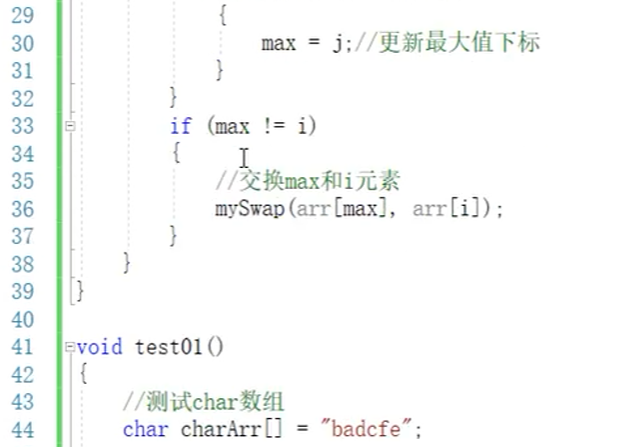 29 {
30 max = j;//更新最大值下标
31 }
32 }
33 if (max != i)
34 {
35 //交换max和i元素
36 mySwap(arr[max], arr[i]);
37 }
38 }
39 }
40
41 void test01()
42 {
43 //测试char数组
44 char charArr[] = "badcfe";